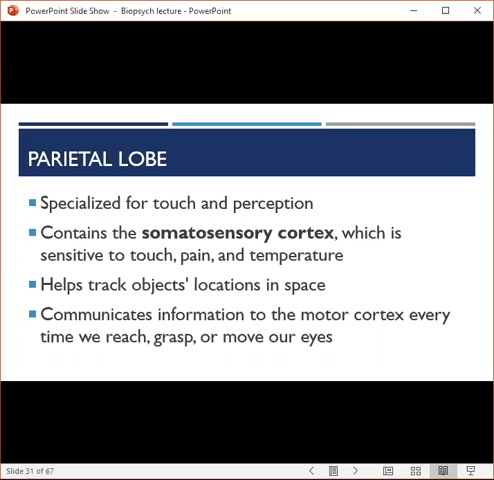 PowerPoint Slide Show - Biopsych lecture - PowerPoint
PARIETAL LOBE
Specialized for touch and perception
Contains the somatosensory cortex, which is
sensitive to touch, pain, and temperature
Helps track objects' locations in space
Communicates information to the motor cortex every
time we reach, grasp, or move our eyes
Slide 31 of 67